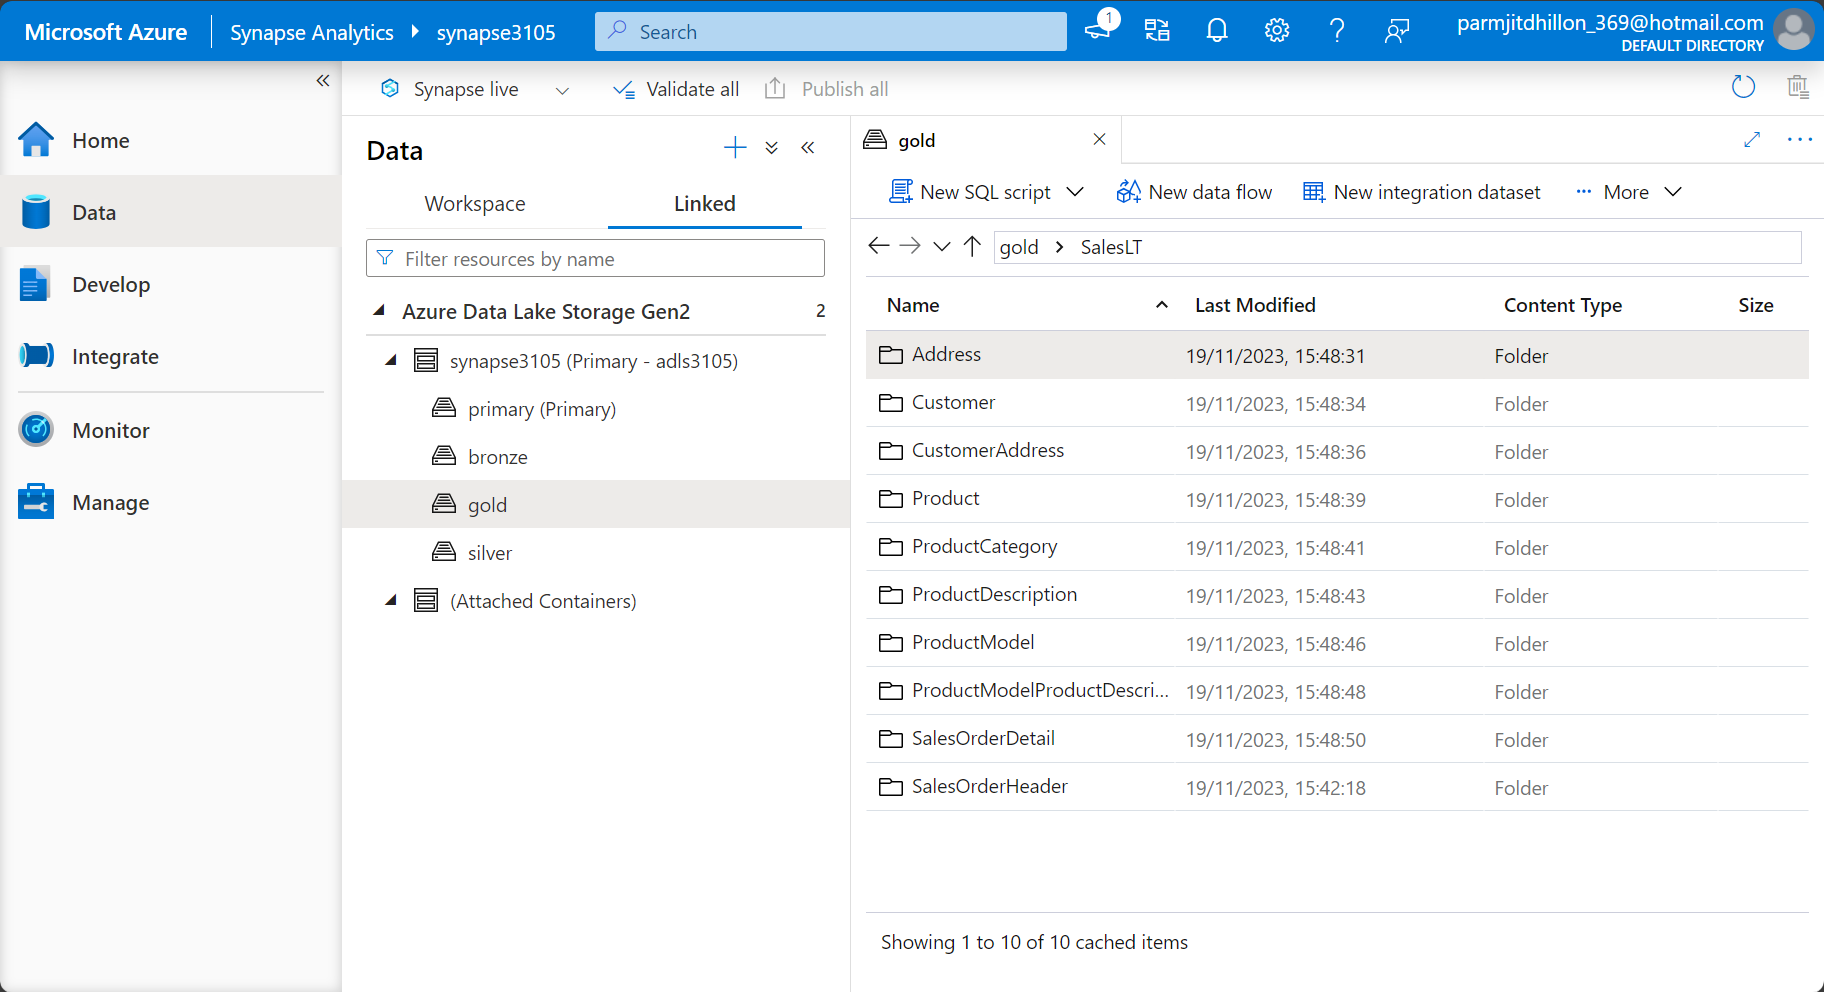 Microsoft Azure
Synapse Analytics
synapse3105
Search
1
parmjitdhillon_369@hotmail.com
DEFAULT DIRECTORY
Home
Data
Develop
Integrate
Monitor
Manage
Synapse live
Validate all
Publish all
Data
Workspace
Linked
Filter resources by name
Azure Data Lake Storage Gen2 2
synapse3105 (Primary - adls3105)
primary (Primary)
bronze
gold
silver
(Attached Containers)
gold
New SQL script
New data flow
New integration dataset
More
gold > SalesLT
Name Last Modified Content Type Size
Address 19/11/2023, 15:48:31 Folder
Customer 19/11/2023, 15:48:34 Folder
CustomerAddress 19/11/2023, 15:48:36 Folder
Product 19/11/2023, 15:48:39 Folder
ProductCategory 19/11/2023, 15:48:41 Folder
ProductDescription 19/11/2023, 15:48:43 Folder
ProductModel 19/11/2023, 15:48:46 Folder
ProductModelProductDescri... 19/11/2023, 15:48:48 Folder
SalesOrderDetail 19/11/2023, 15:48:50 Folder
SalesOrderHeader 19/11/2023, 15:42:18 Folder
Showing 1 to 10 of 10 cached items